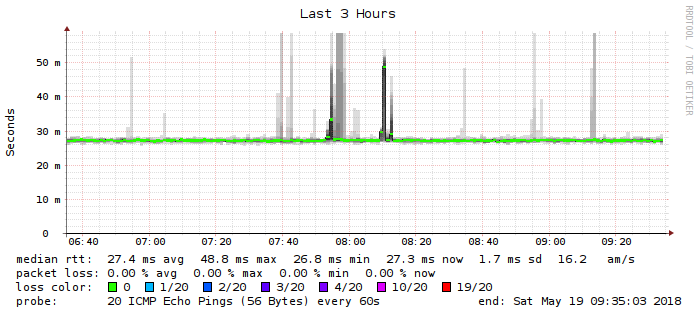 Last 3 Hours
RRDTOOL / TOBI OETIKER
Seconds
50 m
40 m
30 m
20 m
10 m
0
06:40 07:00 07:20 07:40 08:00 08:20 08:40 09:00 09:20
median rtt: 27.4 ms avg 48.8 ms max 26.8 ms min 27.3 ms now 1.7 ms sd 16.2 am/s
packet loss: 0.00 % avg 0.00 % max 0.00 % min 0.00 % now
loss color: 0 1/20 2/20 3/20 4/20 10/20 19/20
probe: 20 ICMP Echo Pings (56 Bytes) every 60s end: Sat May 19 09:35:03 2018